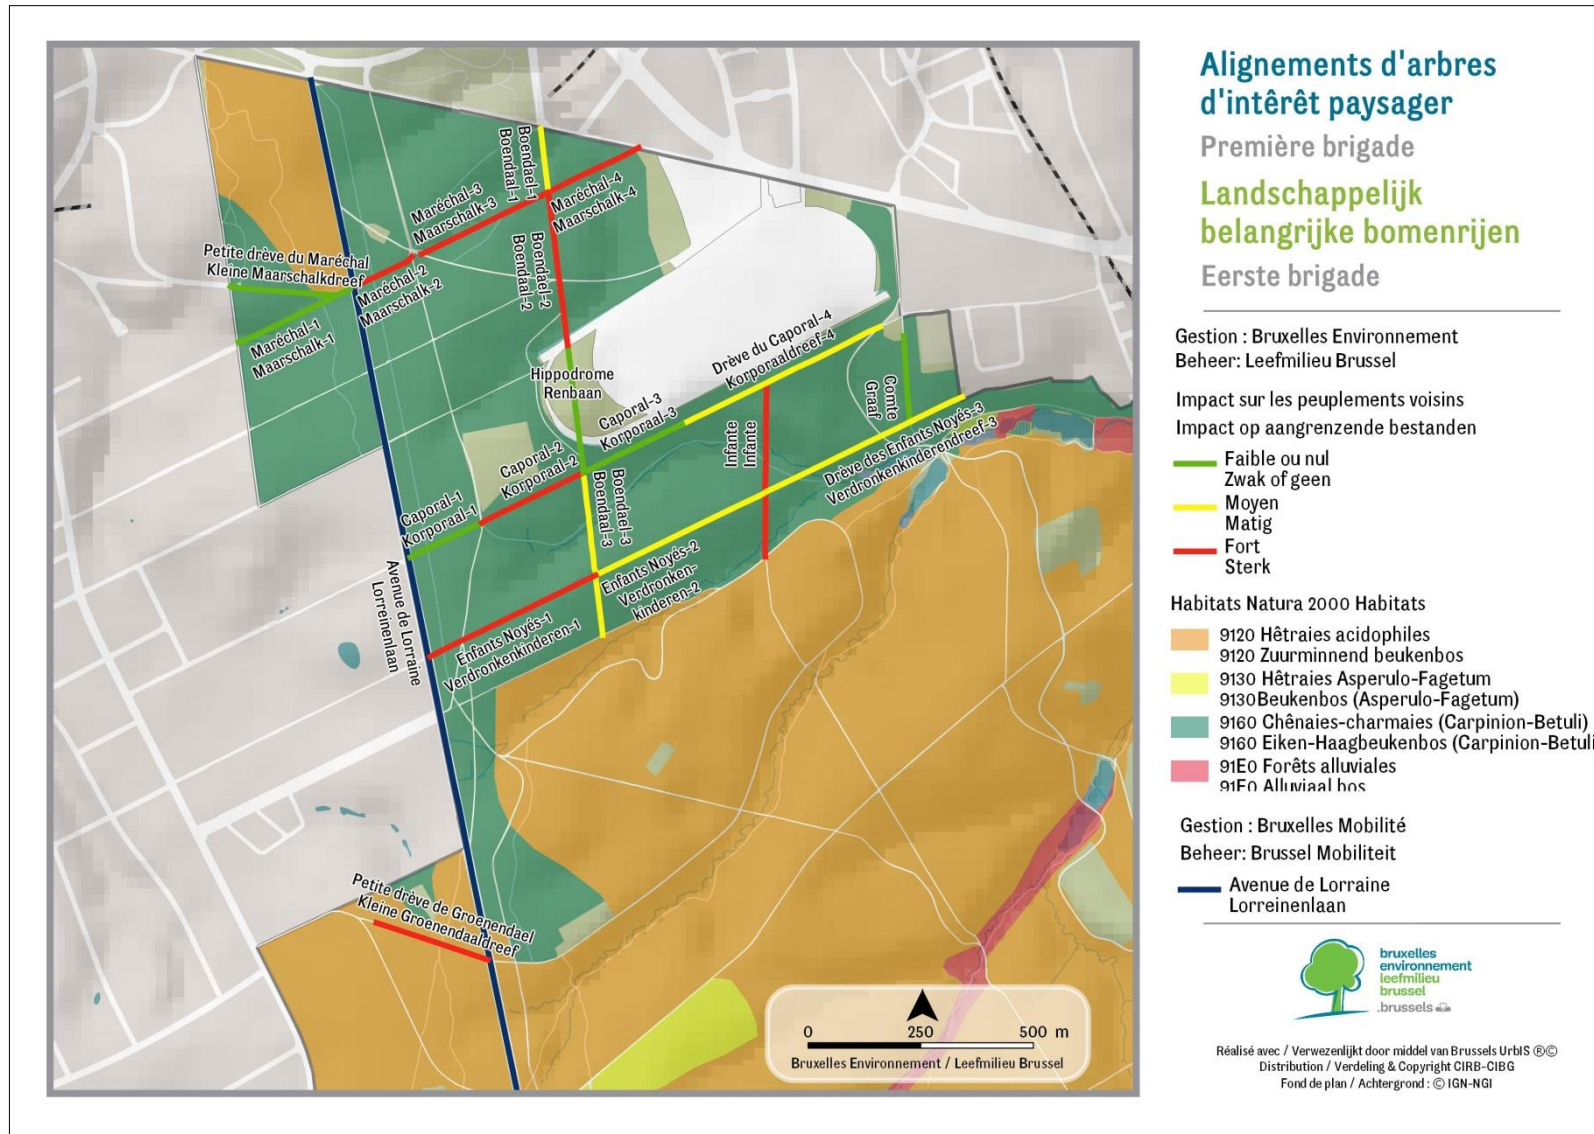 Alignements d'arbres
d'intêrêt paysager
Première brigade
Landschappelijk
belangrijke bomenrijen
Eerste brigade
Gestion : Bruxelles Environnement
Beheer: Leefmilieu Brussel
Impact sur les peuplements voisins
Impact op aangrenzende bestanden
Faible ou nul
Zwak of geen
Moyen
Matig
Fort
Sterk
Habitats Natura 2000 Habitats
9120 Hêtraies acidophiles
9120 Zuurminnend beukenbos
9130 Hêtraies Asperulo-Fagetum
9130Beukenbos (Asperulo-Fagetum)
9160 Chênaies-charmaies (Carpinion-Betuli)
9160 Eiken-Haagbeukenbos (Carpinion-Betuli
91E0 Forêts alluviales
91E0 Alluviaal bos
Gestion : Bruxelles Mobilité
Beheer: Brussel Mobiliteit
Avenue de Lorraine
Lorreinenlaan
bruxelles
environnement
leefmilieu
brussel
.brussels
Réalisé avec / Verwezenlijkt door middel van Brussels UrbIS ®©
Distribution / Verdeling & Copyright CIRB-CIBG
Fond de plan / Achtergrond : © IGN-NGI
Boendael-1
Boendaal-1
Maréchal-3
Maarschalk-3
Maréchal-4
Maarschalk-4
Petite drève du Maréchal
Kleine Maarschalkdreef
Maréchal-2
Maarschalk-2
Boendael-2
Boendaal-2
Maréchal-1
Maarschalk-1
Drève du Caporal-4
Korporaaldreef-4
Hippodrome
Renbaan
Comte
Graaf
Caporal-3
Korporaal-3
Infante
Infante
Caporal-2
Korporaal-2
Drève des Enfants Noyés-3
Verdronkenkinderendreef-3
Caporal-1
Korporaal-1
Boendael-3
Boendaal-3
Enfants Noyés-2
Verdronken-
kinderen-2
Avenue de Lorraine
Lorreinenlaan
Enfants Noyés-1
Verdronkenkinderen-1
Petite drève de Groenendael
Kleine Groenendaaldreef
0 250 500 m
Bruxelles Environnement / Leefmilieu Brussel